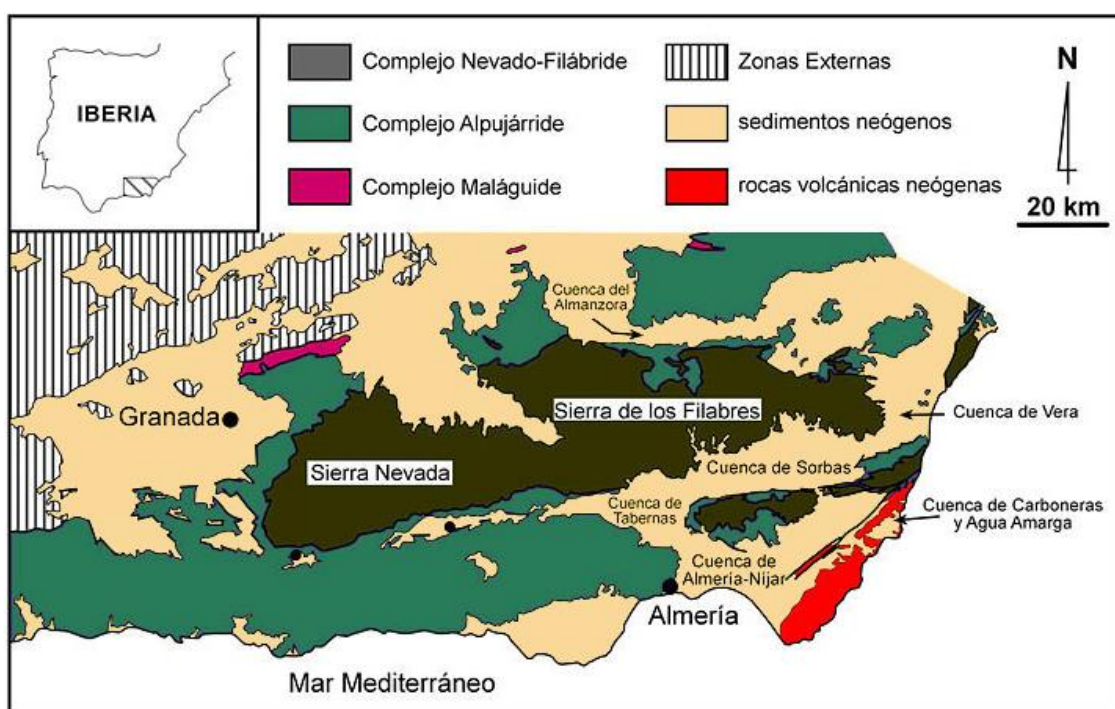 IBERIA
Complejo Nevado-Filábride
Complejo Alpujárride
Complejo Maláguide
Zonas Externas
sedimentos neógenos
rocas volcánicas neógenas
N
20 km
Cuenca del
Almanzora
Granada
Sierra de los Filabres
Cuenca de Vera
Sierra Nevada
Cuenca de Sorbas
Cuenca de
Tabernas
Cuenca de Carboneras
y Agua Amarga
Cuenca de
Almería-Níjar
Almería
Mar Mediterráneo